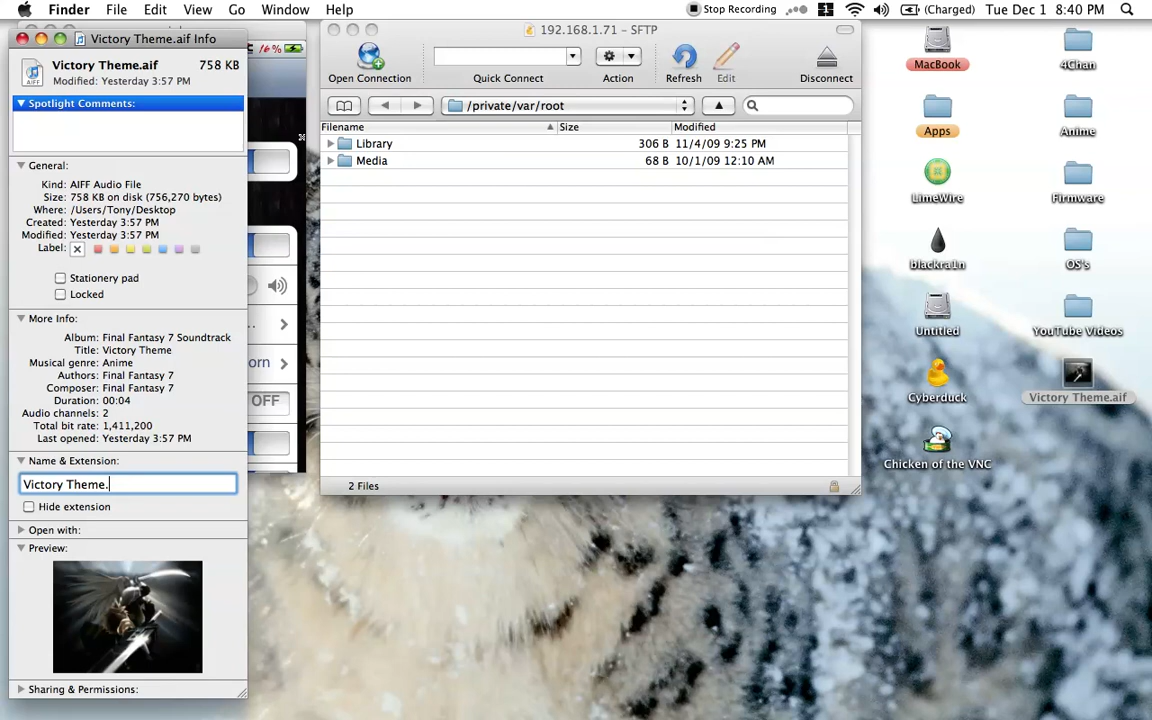 Finder File Edit View Go Window Help
Stop Recording
(Charged) Tue Dec 1 8:40 PM
Victory Theme.aif Info
Victory Theme.aif 758 KB
Modified: Yesterday 3:57 PM
Spotlight Comments:
General:
Kind: AIFF Audio File
Size: 758 KB on disk (756,270 bytes)
Where: /Users/Tony/Desktop
Created: Yesterday 3:57 PM
Modified: Yesterday 3:57 PM
Label:
Stationery pad
Locked
More Info:
Album: Final Fantasy 7 Soundtrack
Title: Victory Theme
Musical genre: Anime
Authors: Final Fantasy 7
Composer: Final Fantasy 7
Duration: 00:04
Audio channels: 2
Total bit rate: 1,411,200
Last opened: Yesterday 3:57 PM
Name & Extension:
Victory Theme.
Hide extension
Open with:
Preview:
Sharing & Permissions:
OFF
192.168.1.71 – SFTP
Open Connection
Quick Connect
Action
Refresh
Edit
Disconnect
/private/var/root
Filename Size Modified
Library 306 B 11/4/09 9:25 PM
Media 68 B 10/1/09 12:10 AM
2 Files
MacBook
4Chan
Apps
Anime
LimeWire
Firmware
blackra1n
OS's
Untitled
YouTube Videos
Cyberduck
Victory Theme.aif
Chicken of the VNC